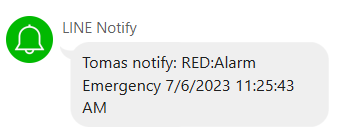 LINE Notify
Tomas notify: RED:Alarm
Emergency 7/6/2023 11:25:43
AM